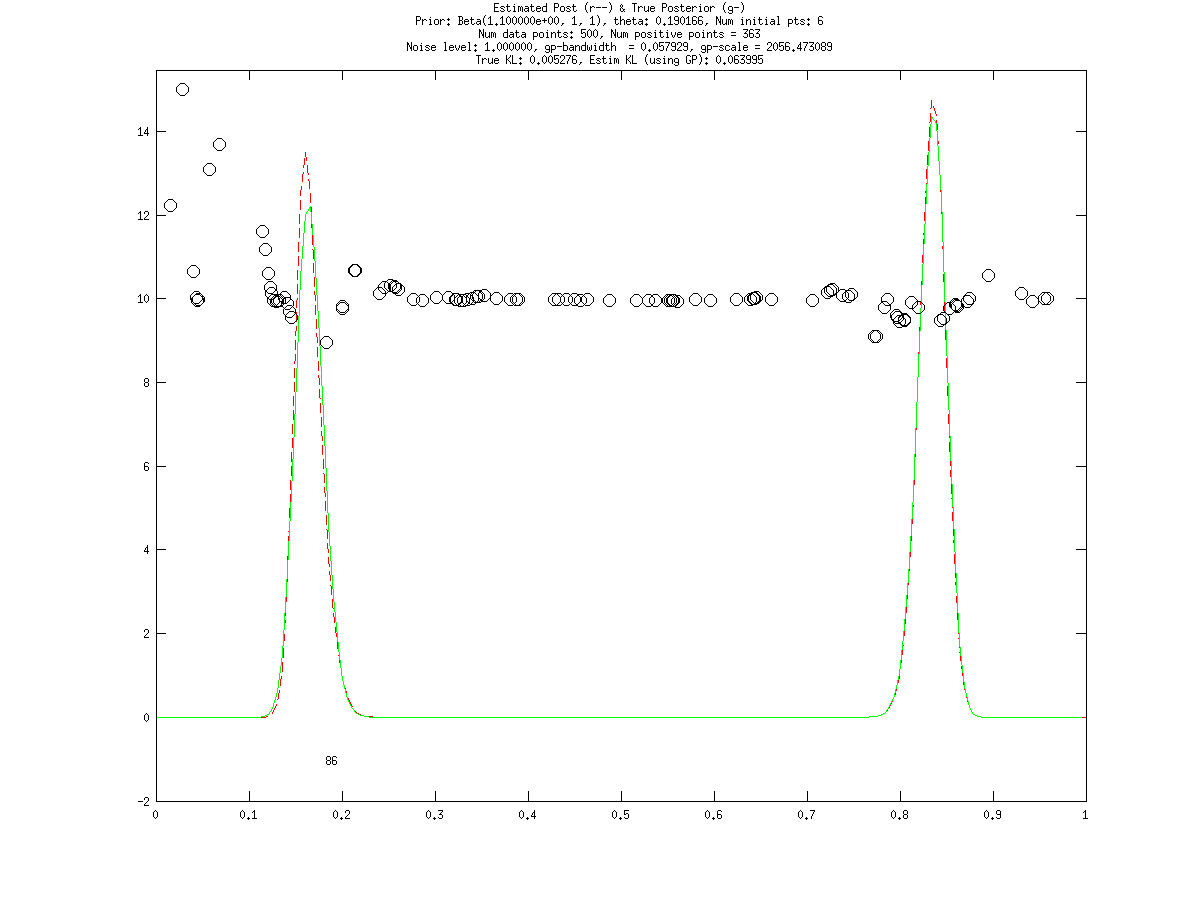 Estimated Post (r--) & True Posterior (g-)
Prior: Beta(1.100000e+00, 1, 1), theta: 0.190166, Num initial pts: 6
Num data points: 500, Num positive points = 363
Noise level: 1.000000, gp-bandwidth  = 0.057929, gp-scale = 2056.473089
True KL: 0.005276, Estim KL (using GP): 0.063995
14
12
10
8
6
4
2
0
86
-2
0 0.1 0.2 0.3 0.4 0.5 0.6 0.7 0.8 0.9 1